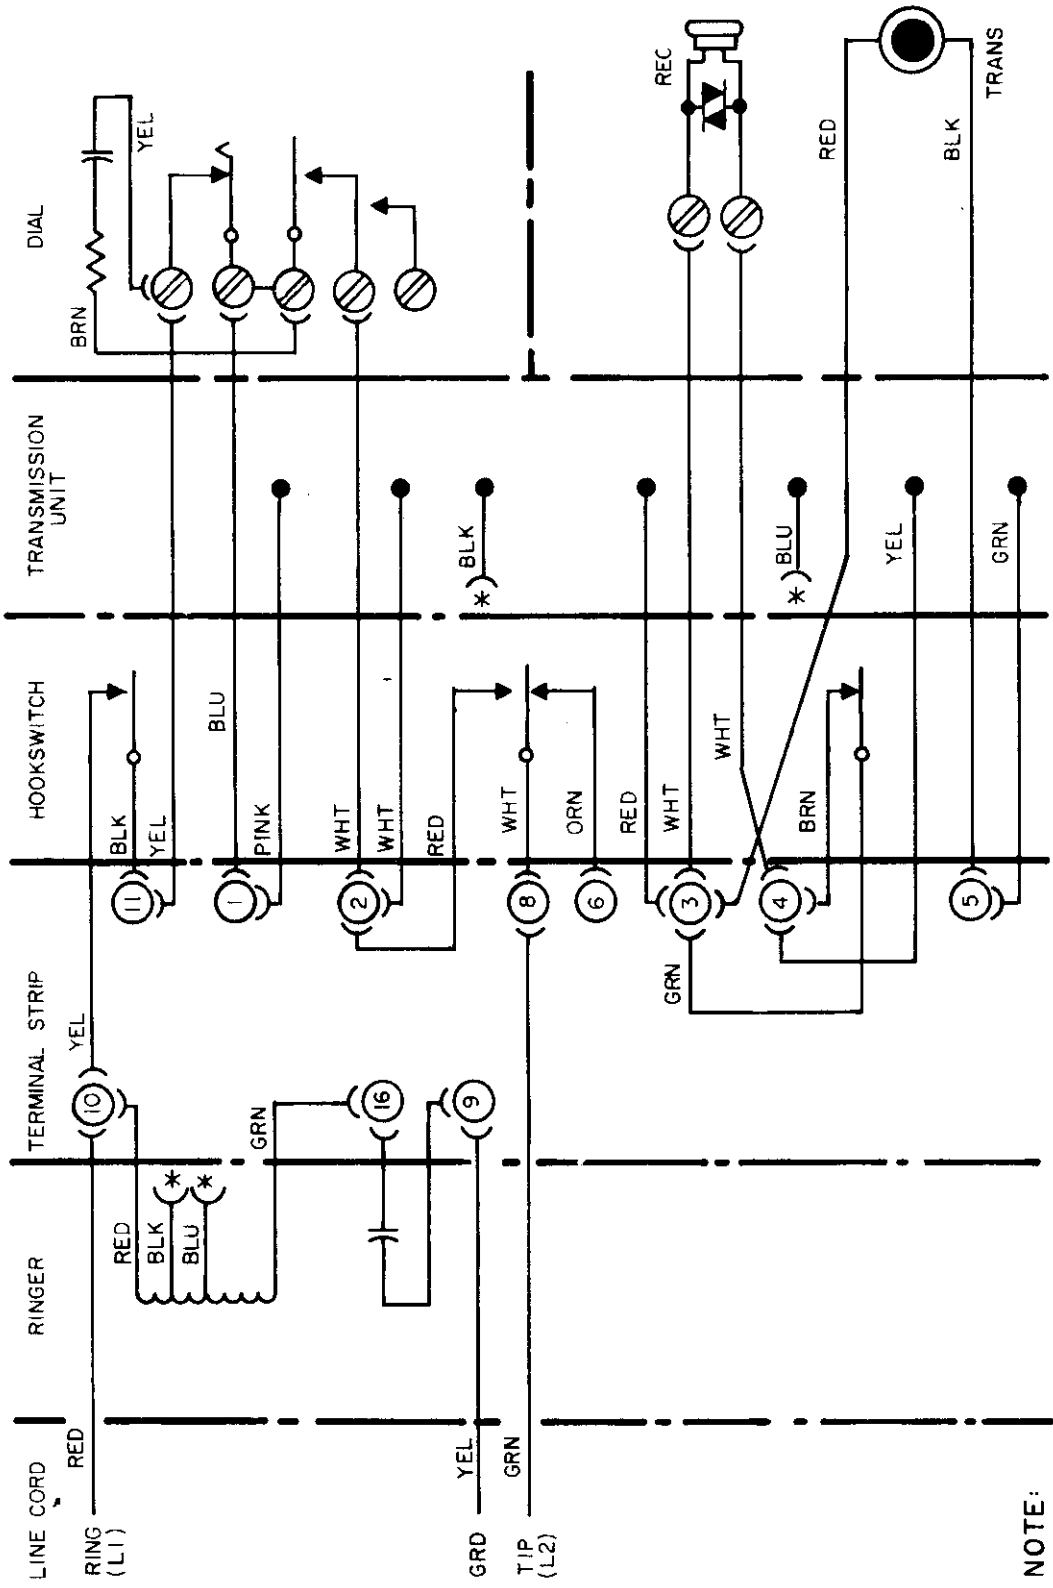 LINE CORD
RINGER
TERMINAL STRIP
HOOKSWITCH
TRANSMISSION
UNIT
DIAL
RING
(L1)
RED
10
YEL
RED
BLK
*
BLU
*
GRN
16
9
YEL
GRD
GRN
TIP
(L2)
11
BLK
YEL
1
BLU
PINK
2
WHT
WHT
RED
8
WHT
6
ORN
RED
3
WHT
GRN
WHT
4
BRN
5
* BLK
* BLU
YEL
GRN
BRN
YEL
REC
RED
BLK
TRANS
NOTE: